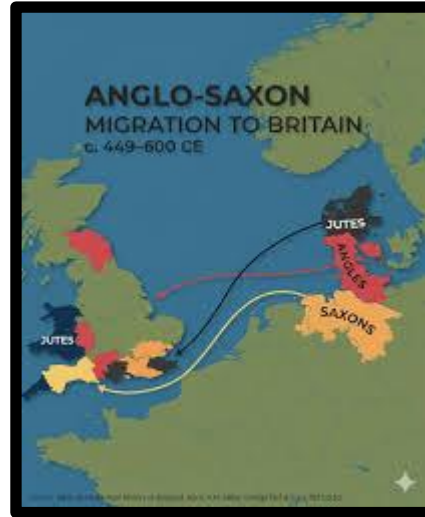 ANGLO-SAXON
MIGRATION TO BRITAIN
c. 449–600 CE
JUTES
ANGLES
SAXONS
JUTES